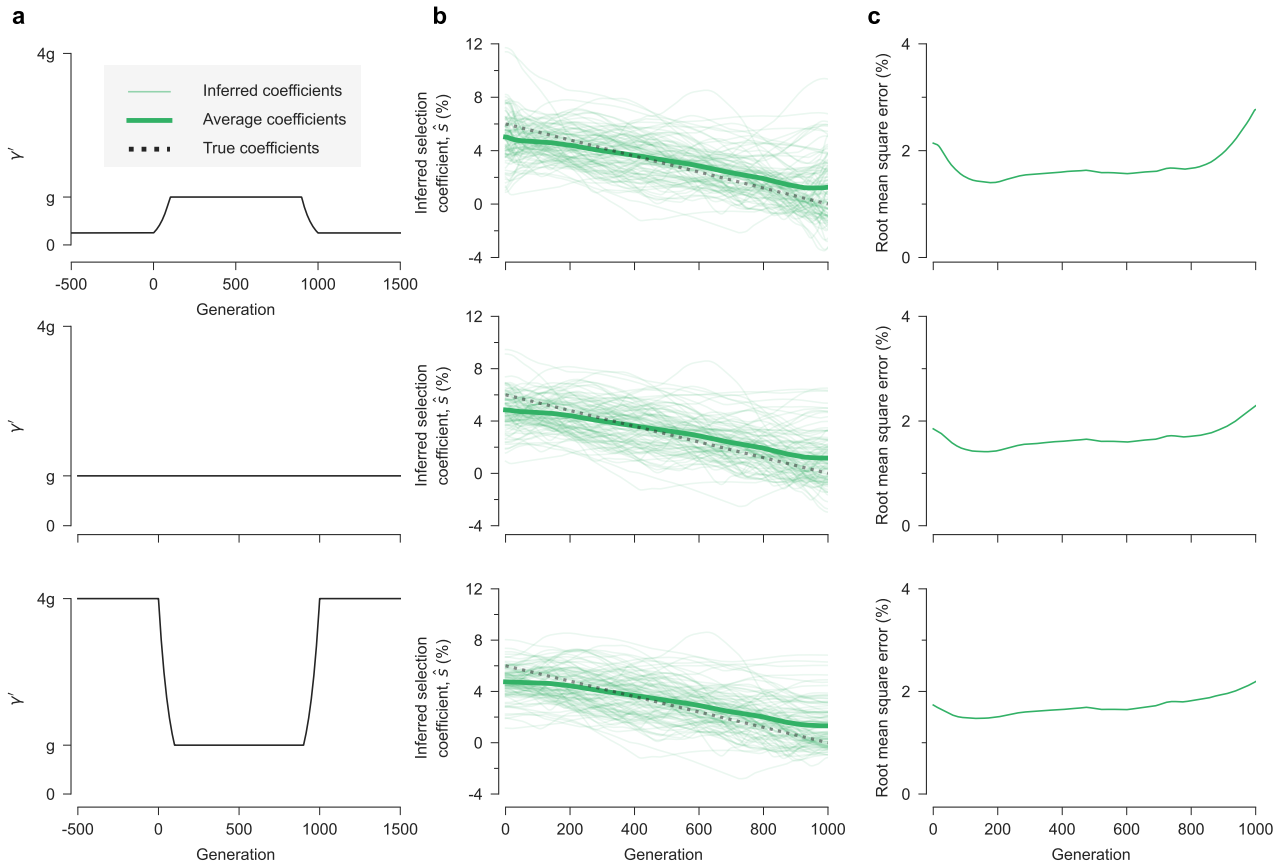 a
b
c
4g
g
0
γ′
-500
0
500
1000
1500
Generation
Inferred coefficients
Average coefficients
True coefficients
12
8
4
0
-4
Inferred selection
coefficient, ŝ (%)
4
2
0
Root mean square error (%)
4g
g
0
γ′
12
8
4
0
-4
Inferred selection
coefficient, ŝ (%)
4
2
0
Root mean square error (%)
4g
g
0
γ′
-500
0
500
1000
1500
Generation
12
8
4
0
-4
Inferred selection
coefficient, ŝ (%)
0
200
400
600
800
1000
Generation
4
2
0
Root mean square error (%)
0
200
400
600
800
1000
Generation